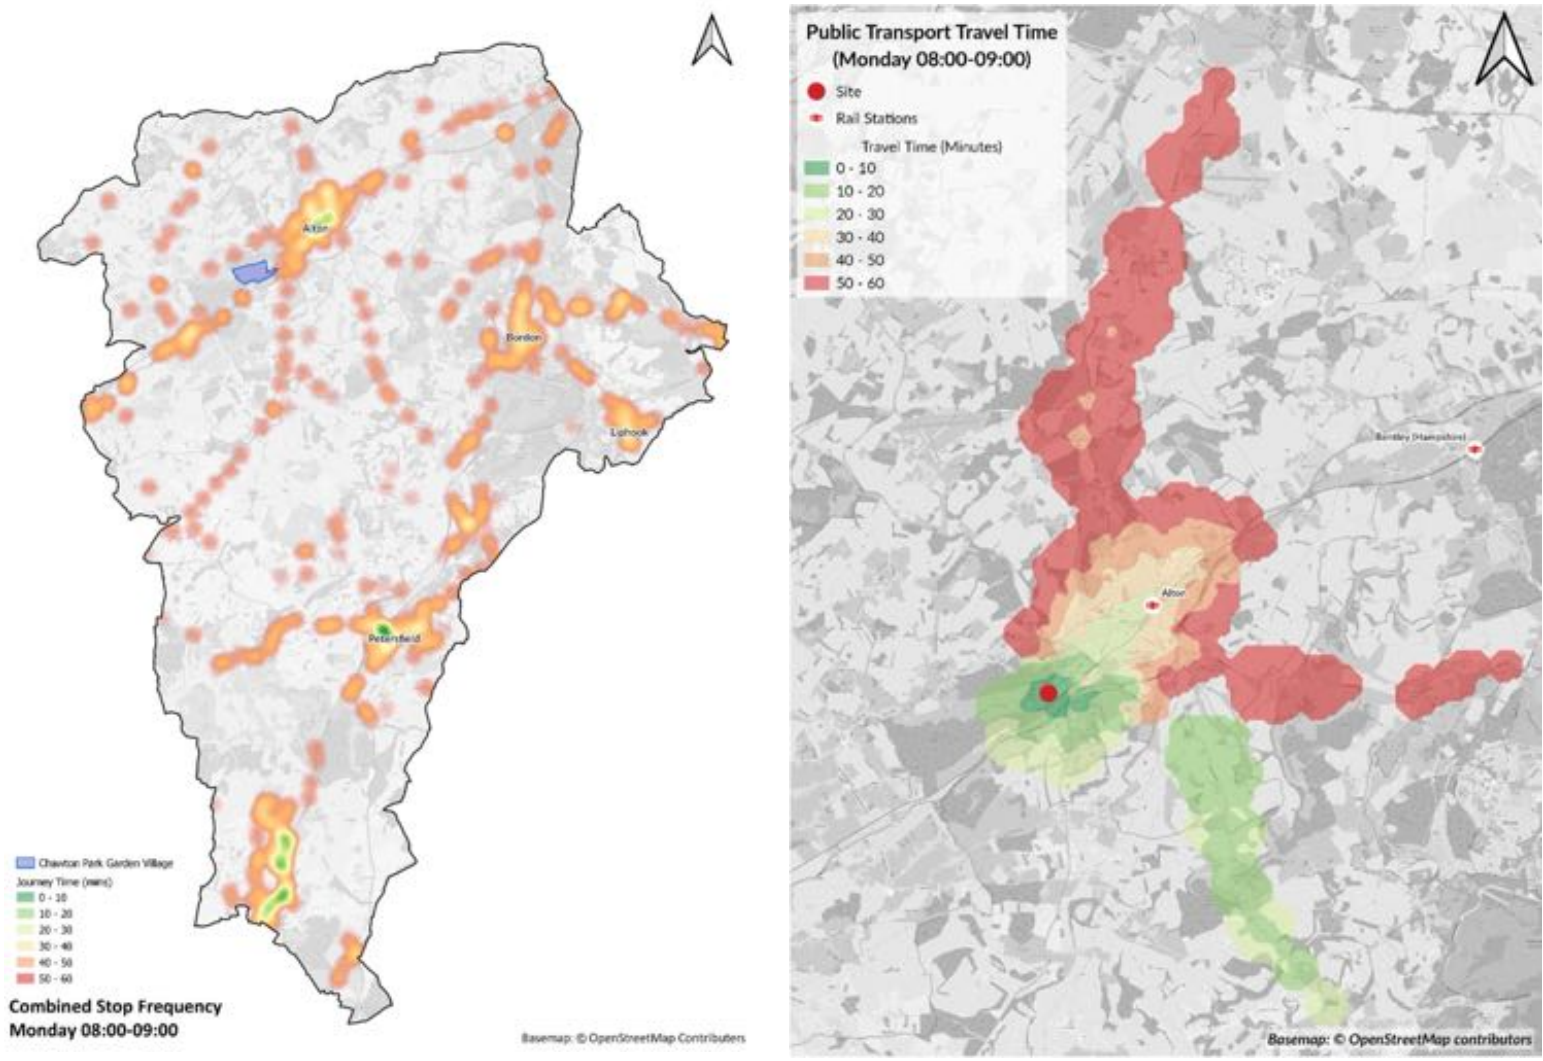 Alton
Bordon
Liphook
Petersfield
Chawton Park Garden Village
Journey Time (mins)
0 - 10
10 - 20
20 - 30
30 - 40
40 - 50
50 - 60
Combined Stop Frequency
Monday 08:00-09:00
Basemap: © OpenStreetMap Contributers
Public Transport Travel Time
(Monday 08:00-09:00)
Site
Rail Stations
Travel Time (Minutes)
0 - 10
10 - 20
20 - 30
30 - 40
40 - 50
50 - 60
Bentley (Hampshire)
Alton
Basemap: © OpenStreetMap contributors